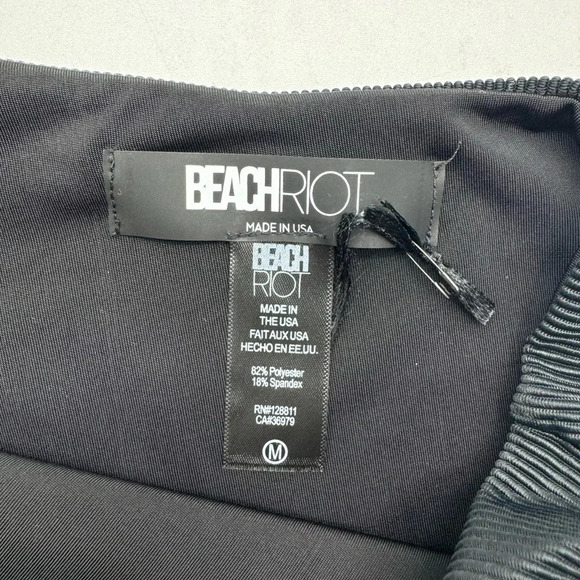 BEACHRIOT
MADE IN USA
BEACH
RIOT
MADE IN
THE USA
FAIT AUX USA
HECHO EN EE.UU.
82% Polyester
18% Spandex
RN#128811
CA#36979
M